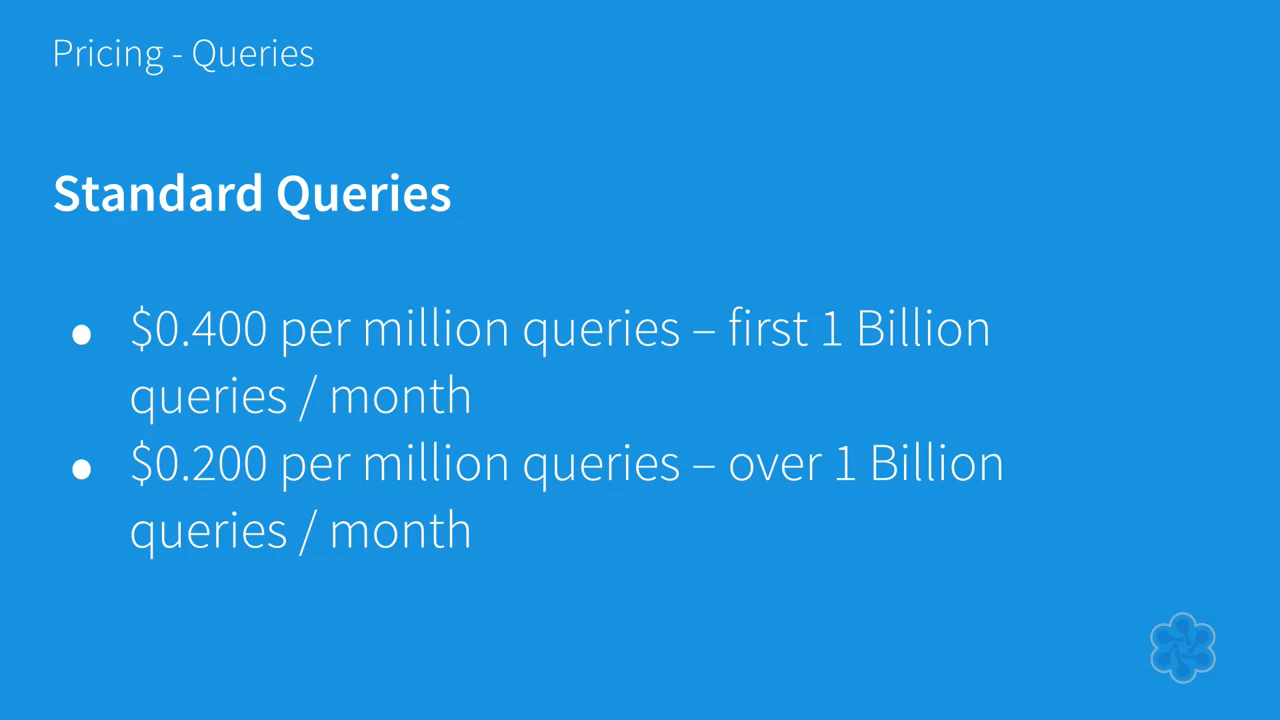 Pricing - Queries
Standard Queries
● $0.400 per million queries – first 1 Billion
queries / month
● $0.200 per million queries – over 1 Billion
queries / month